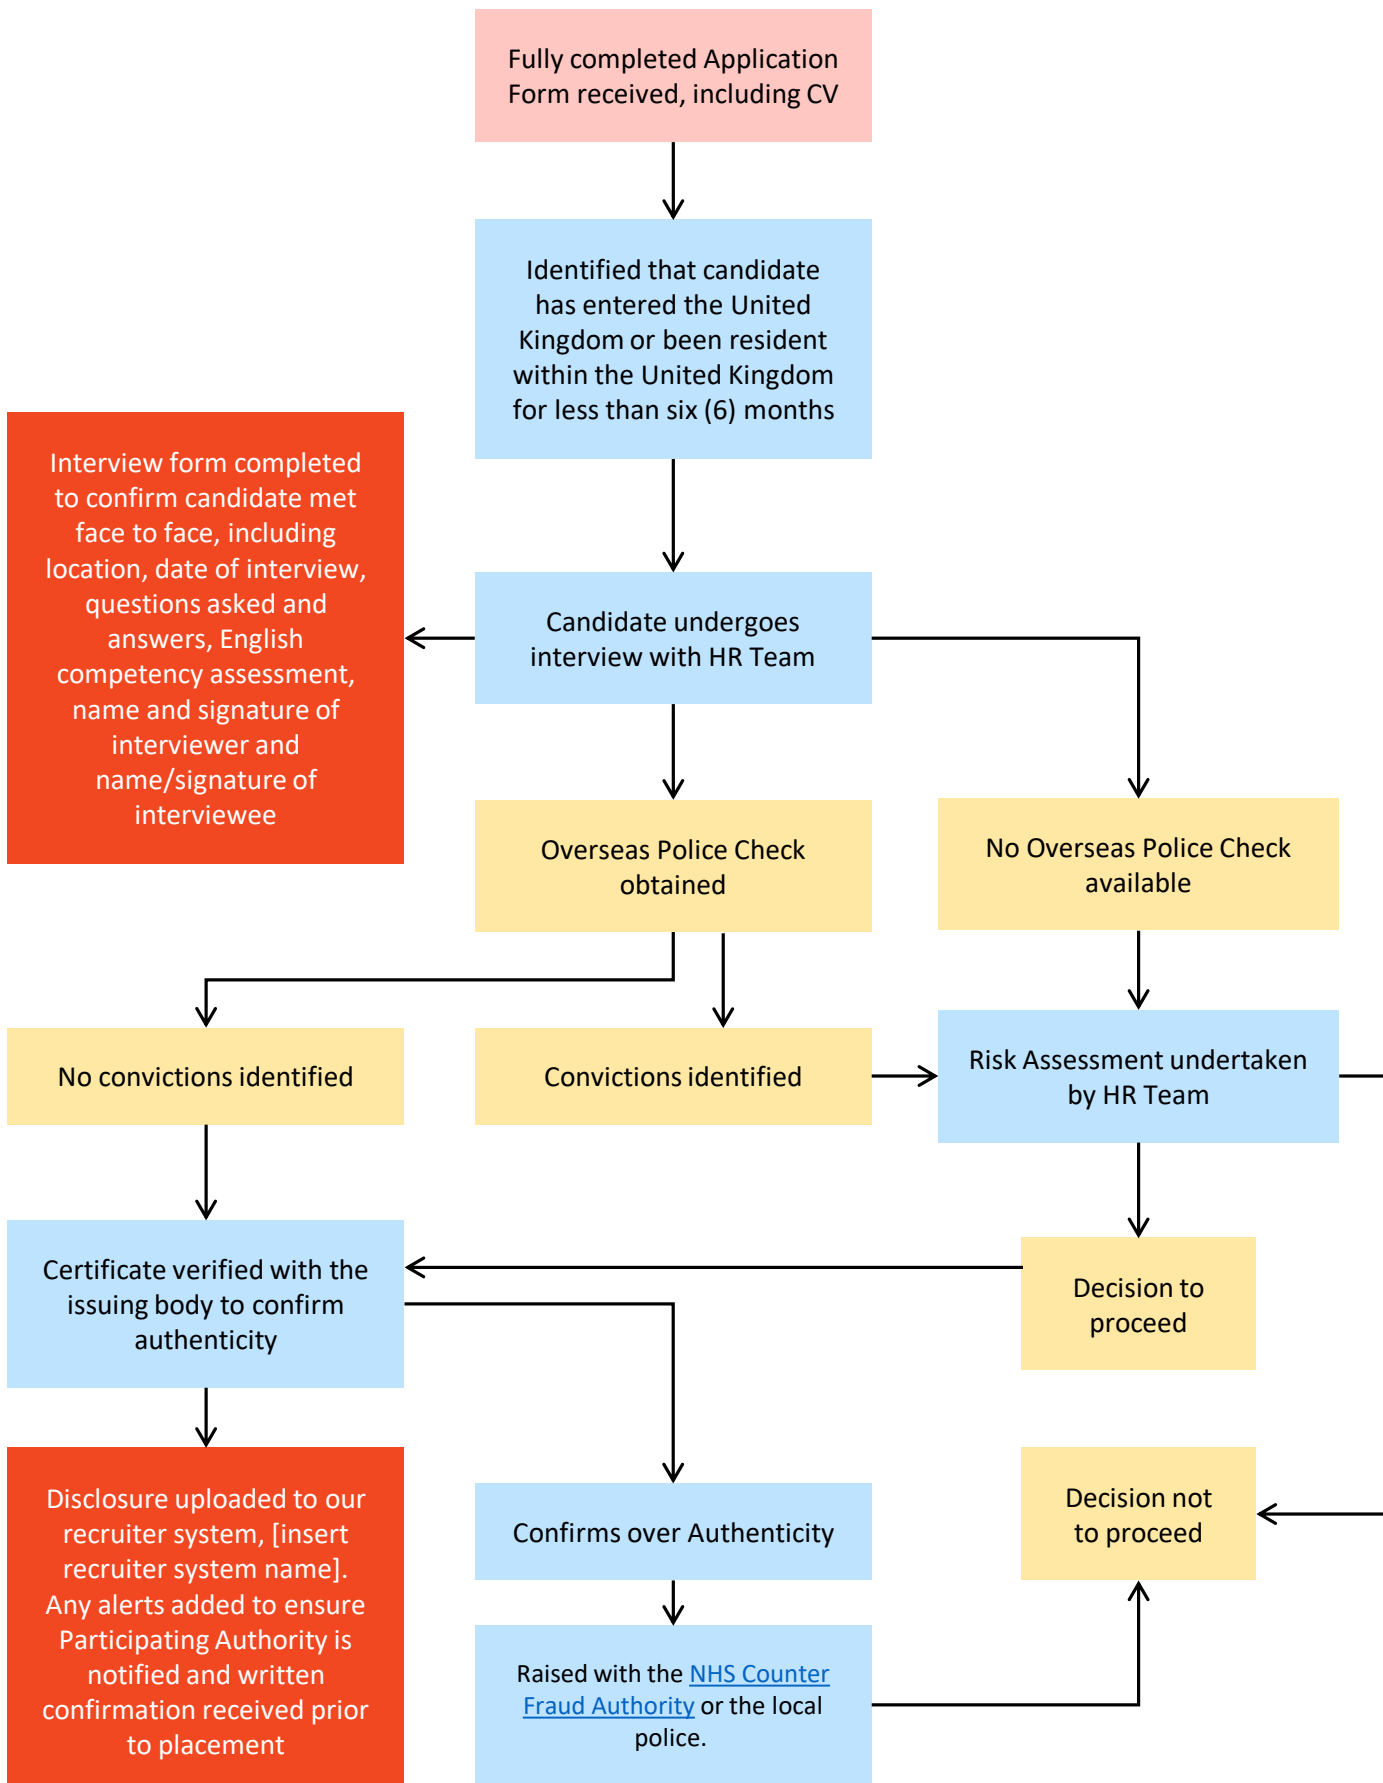 Fully completed Application
Form received, including CV
Identified that candidate
has entered the United
Kingdom or been resident
within the United Kingdom
for less than six (6) months
Interview form completed
to confirm candidate met
face to face, including
location, date of interview,
questions asked and
answers, English
competency assessment,
name and signature of
interviewer and
name/signature of
interviewee
Candidate undergoes
interview with HR Team
Overseas Police Check
obtained
No Overseas Police Check
available
No convictions identified
Convictions identified
Risk Assessment undertaken
by HR Team
Certificate verified with the
issuing body to confirm
authenticity
Decision to
proceed
Disclosure uploaded to our
recruiter system, [insert
recruiter system name].
Any alerts added to ensure
Participating Authority is
notified and written
confirmation received prior
to placement
Confirms over Authenticity
Decision not
to proceed
Raised with the NHS Counter
Fraud Authority or the local
police.